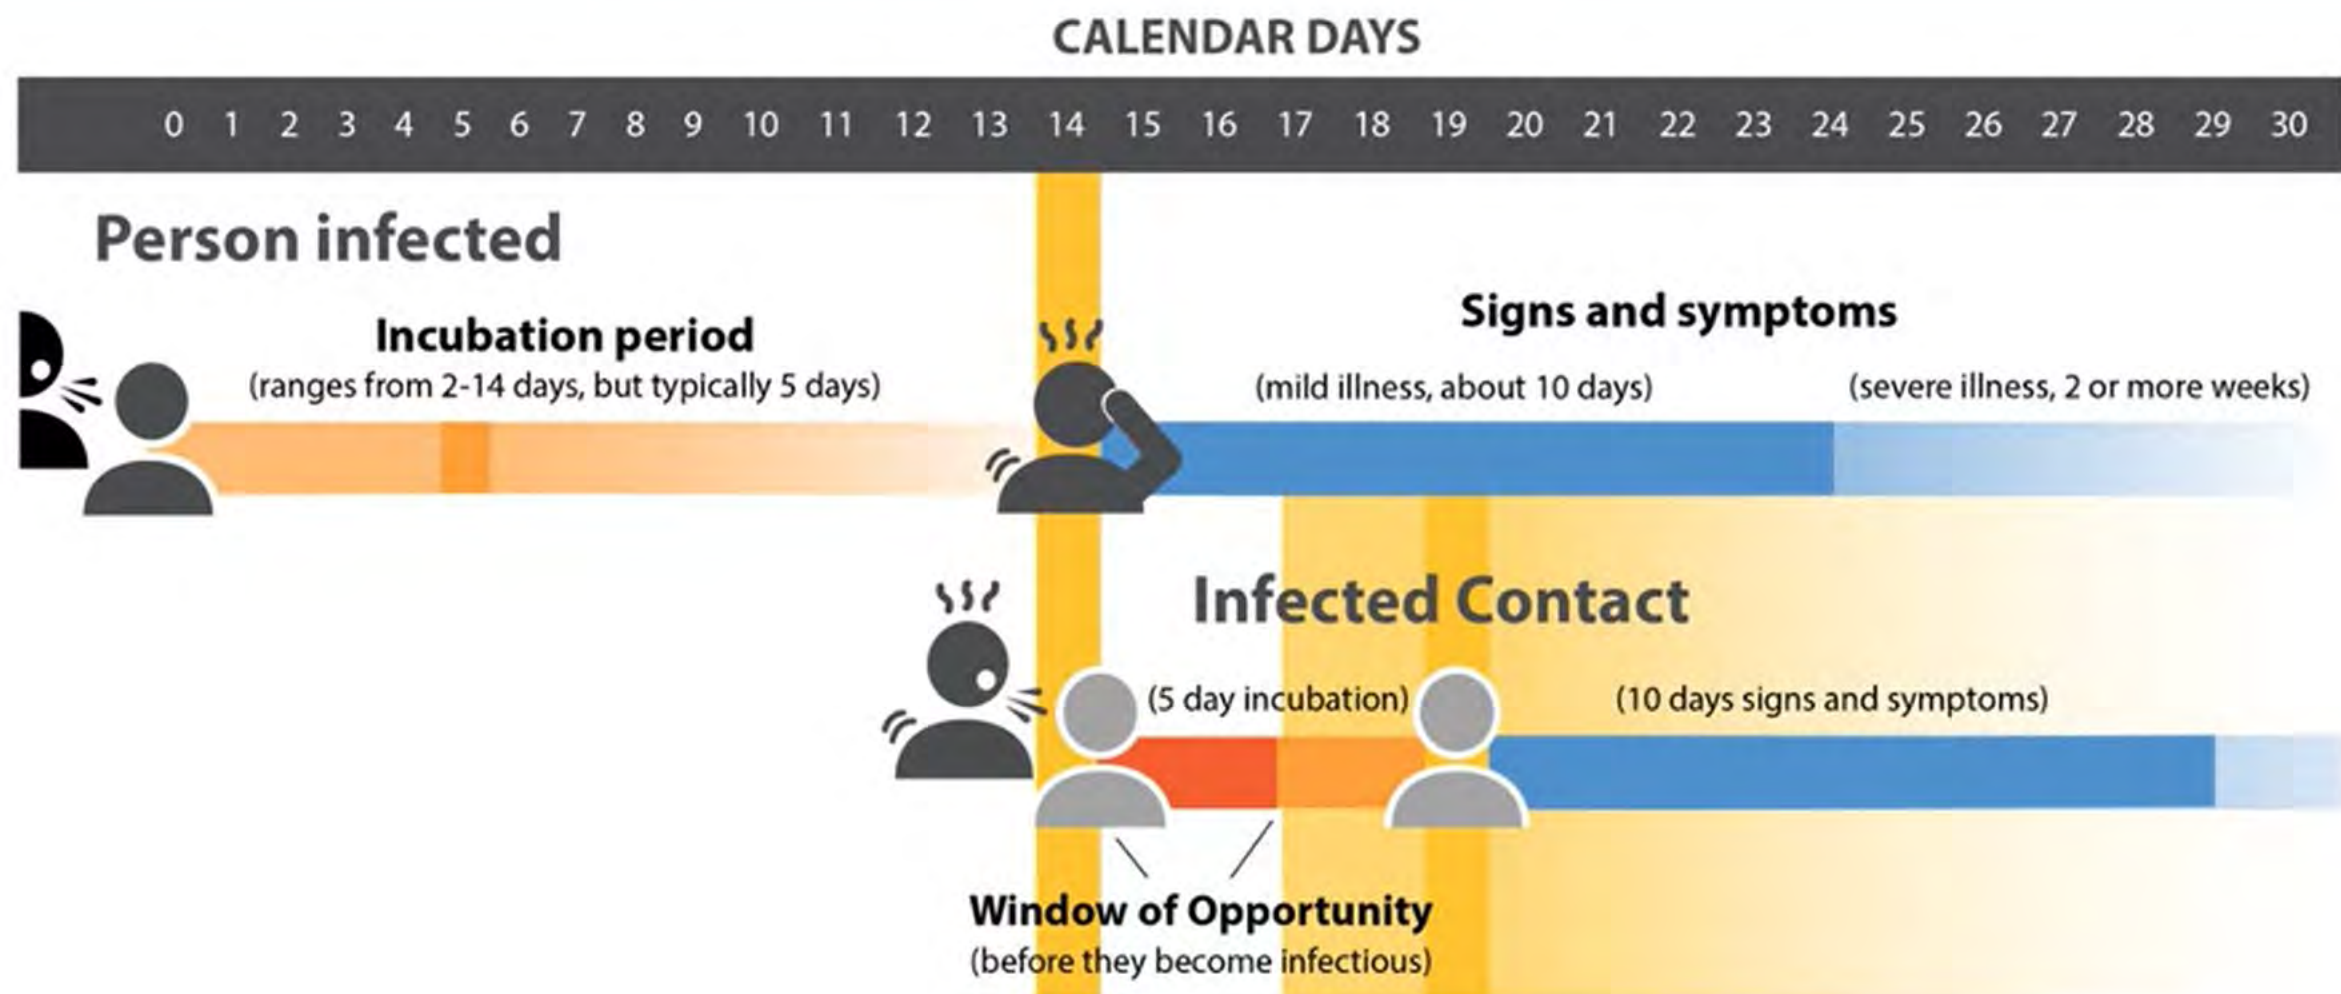 CALENDAR DAYS
0 1 2 3 4 5 6 7 8 9 10 11 12 13 14 15 16 17 18 19 20 21 22 23 24 25 26 27 28 29 30
Person infected
Incubation period
(ranges from 2-14 days, but typically 5 days)
Signs and symptoms
(mild illness, about 10 days)
(severe illness, 2 or more weeks)
Infected Contact
(5 day incubation)
(10 days signs and symptoms)
Window of Opportunity
(before they become infectious)